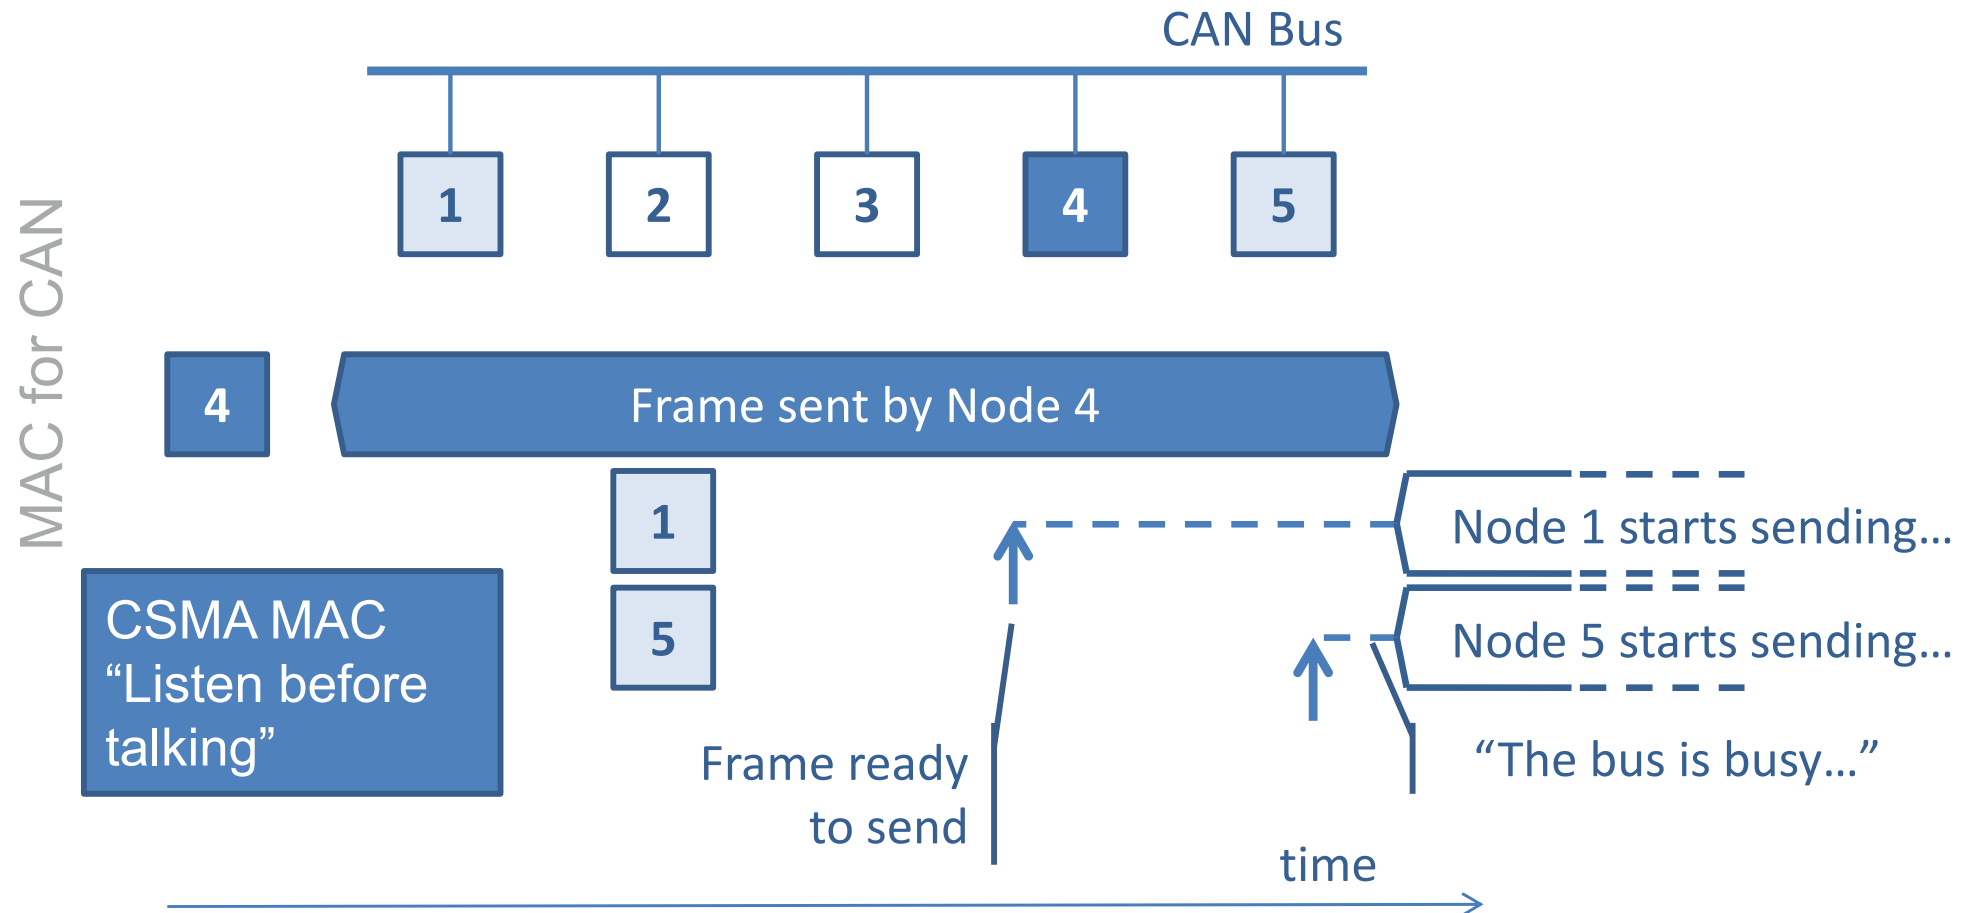 MAC for CAN
CAN Bus
1
2
3
4
5
4
Frame sent by Node 4
1
Node 1 starts sending...
5
Node 5 starts sending...
CSMA MAC
“Listen before
talking”
Frame ready
to send
“The bus is busy...”
time